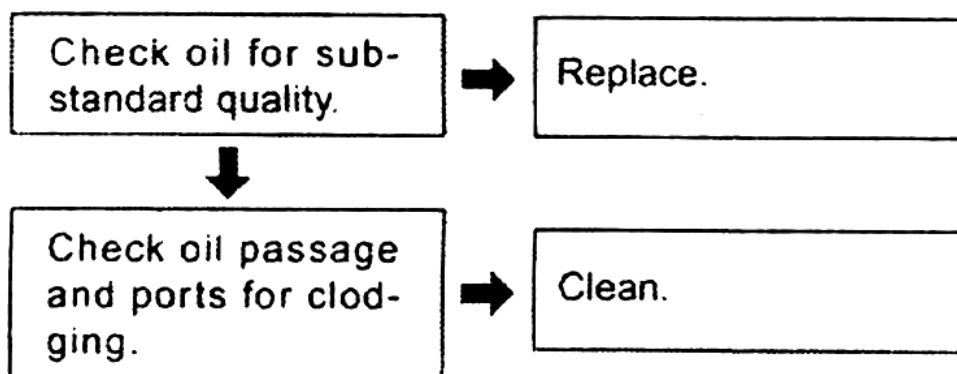 Check oil for sub-
standard quality.
Replace.
Check oil passage
and ports for clod-
ging.
Clean.